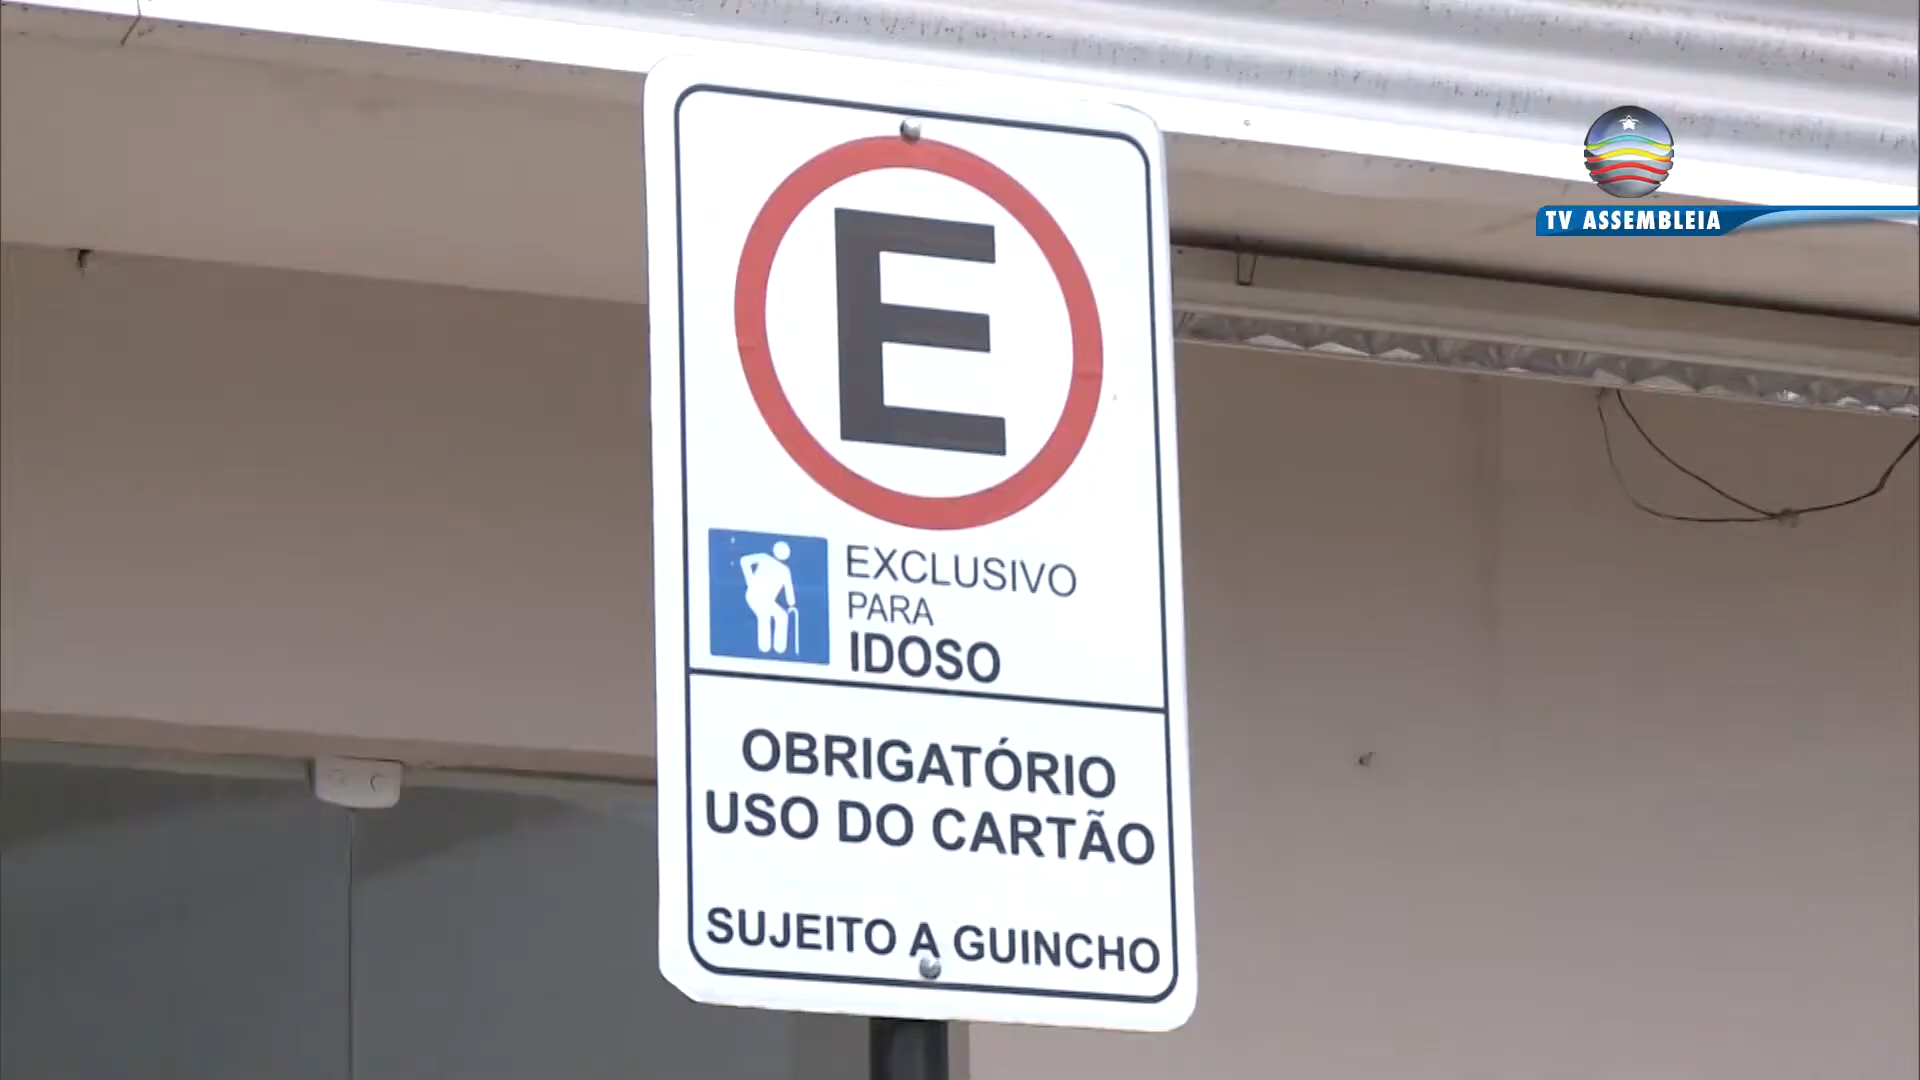 E
EXCLUSIVO
PARA
IDOSO
OBRIGATÓRIO
USO DO CARTÃO
SUJEITO A GUINCHO
TV ASSEMBLEIA